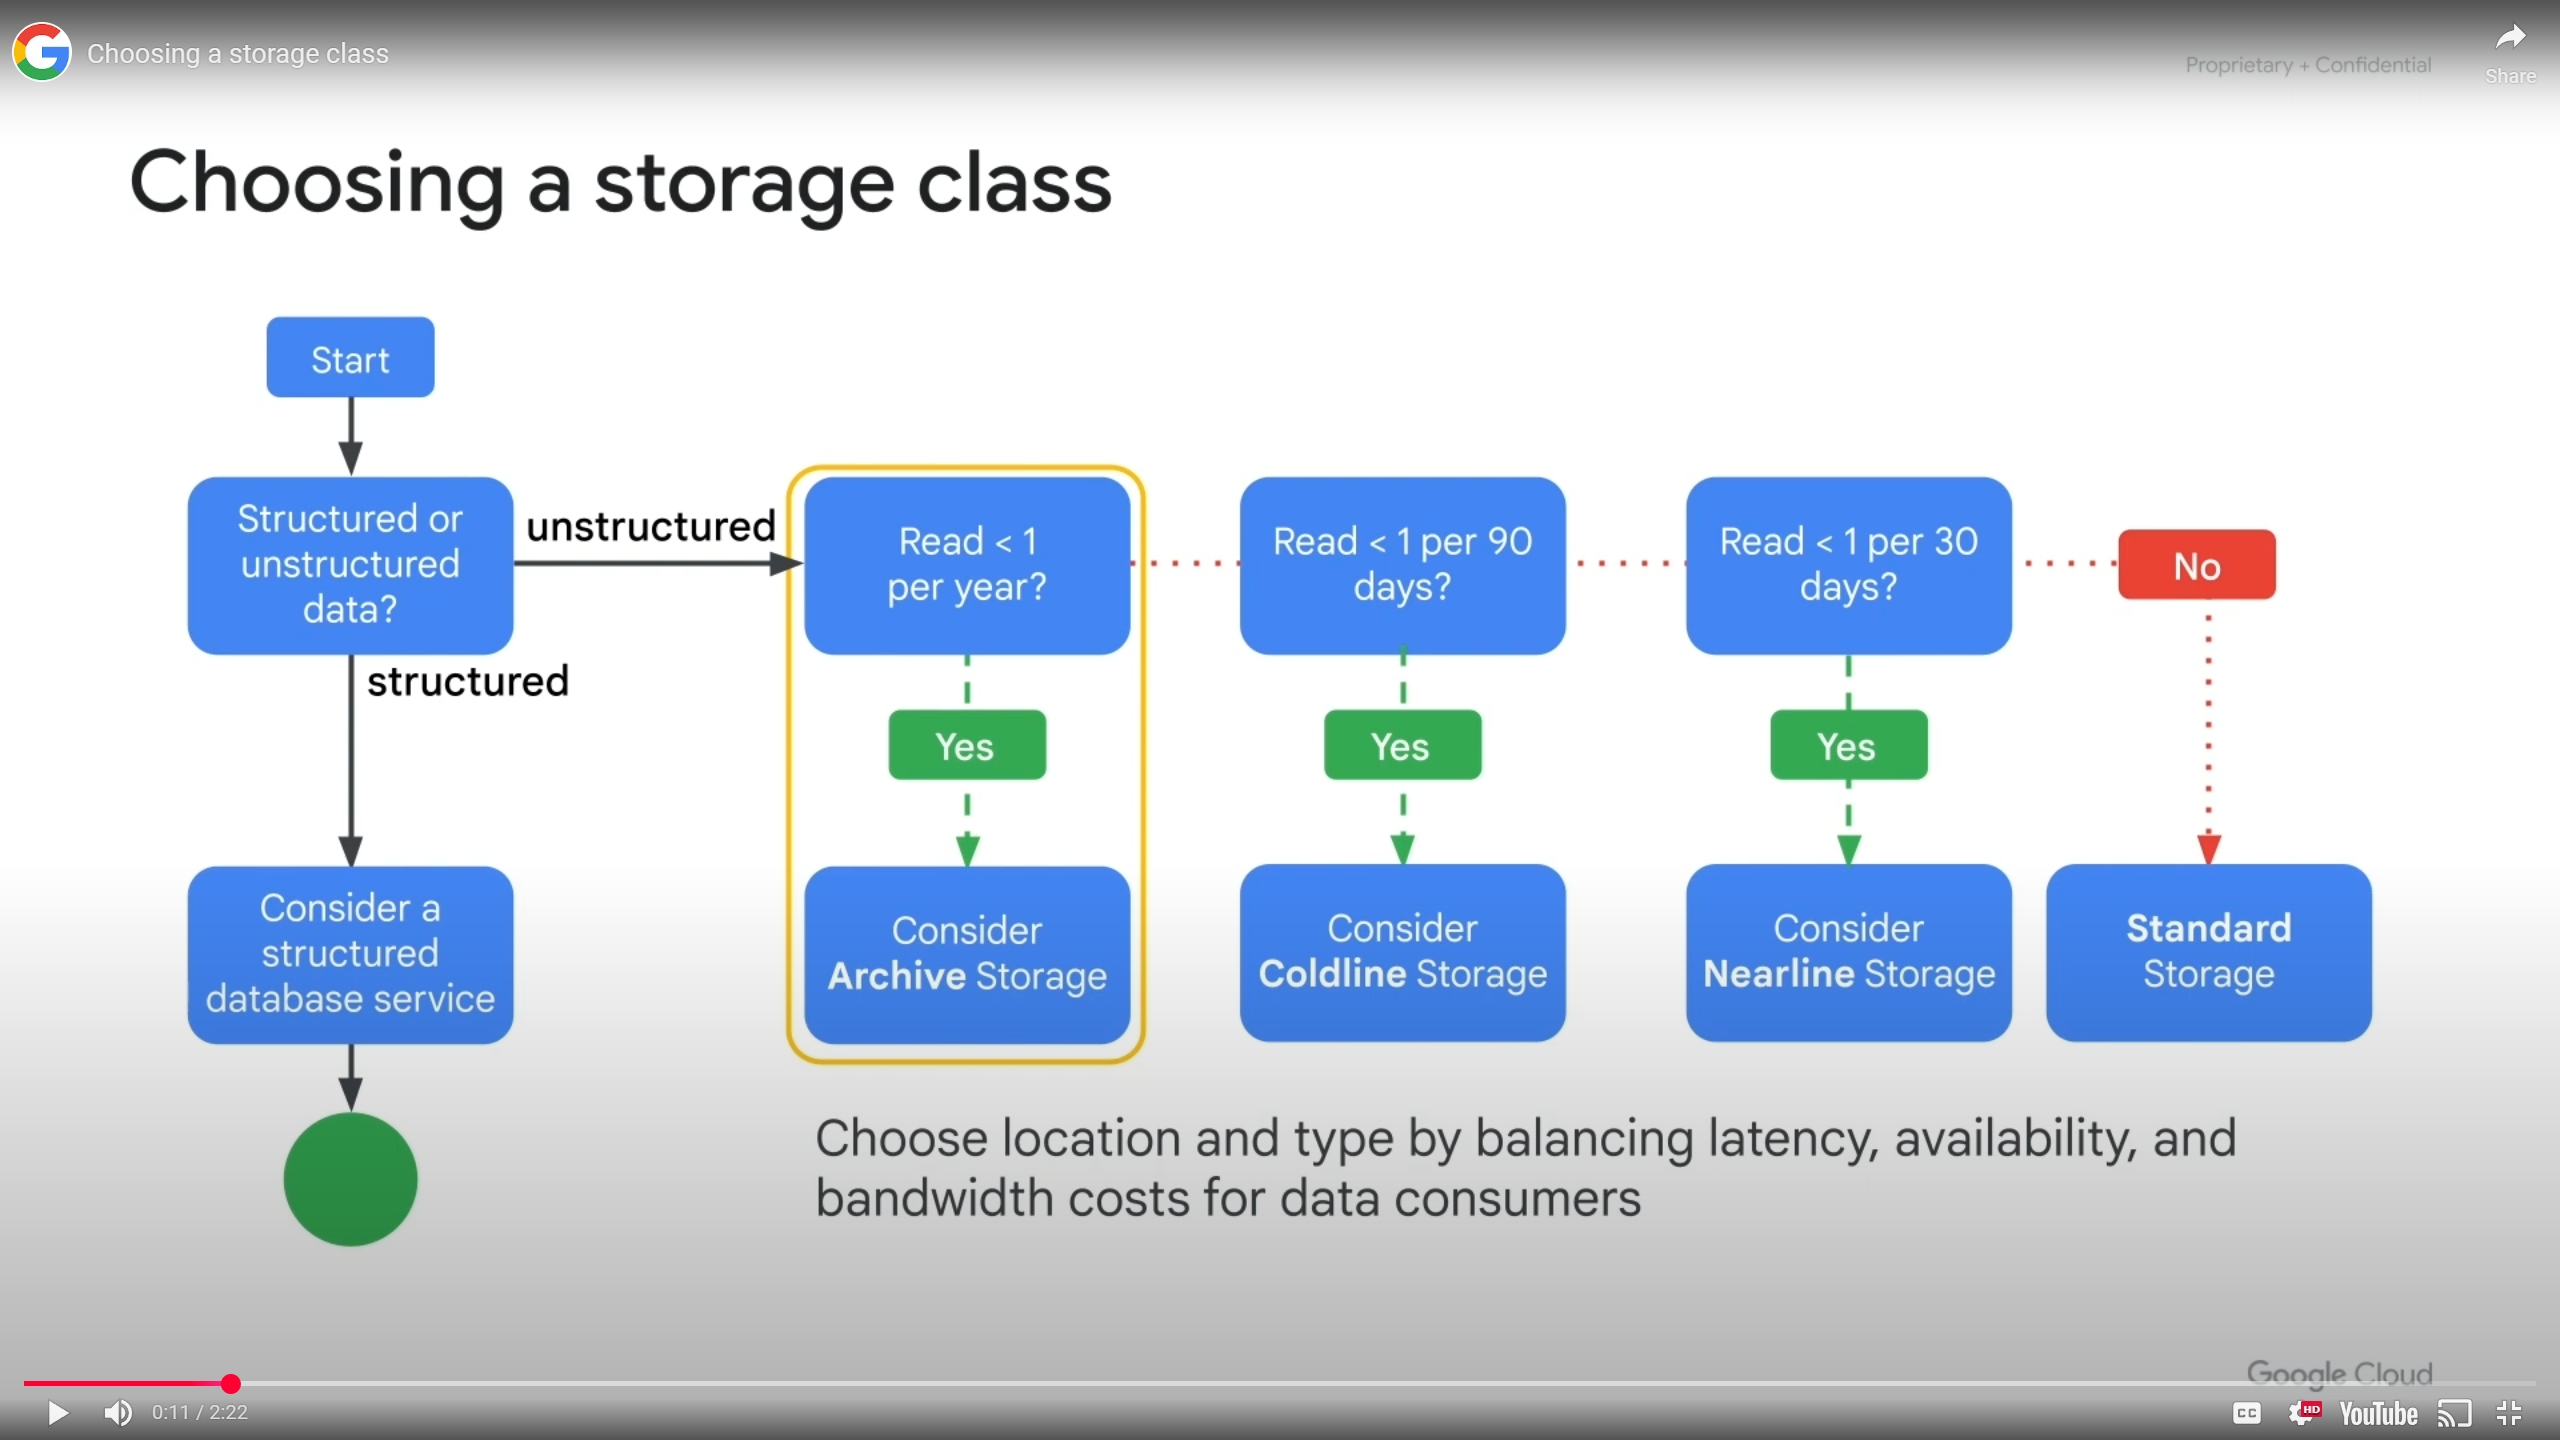 Choosing a storage class
Proprietary + Confidential
Share
Choosing a storage class
Start
Structured or
unstructured
data?
unstructured
structured
Read < 1
per year?
Read < 1 per 90
days?
Read < 1 per 30
days?
No
Yes
Yes
Yes
Consider a
structured
database service
Consider
Archive Storage
Consider
Coldline Storage
Consider
Nearline Storage
Standard
Storage
Choose location and type by balancing latency, availability, and
bandwidth costs for data consumers
Google Cloud
0:11 / 2:22
CC
HD
YouTube